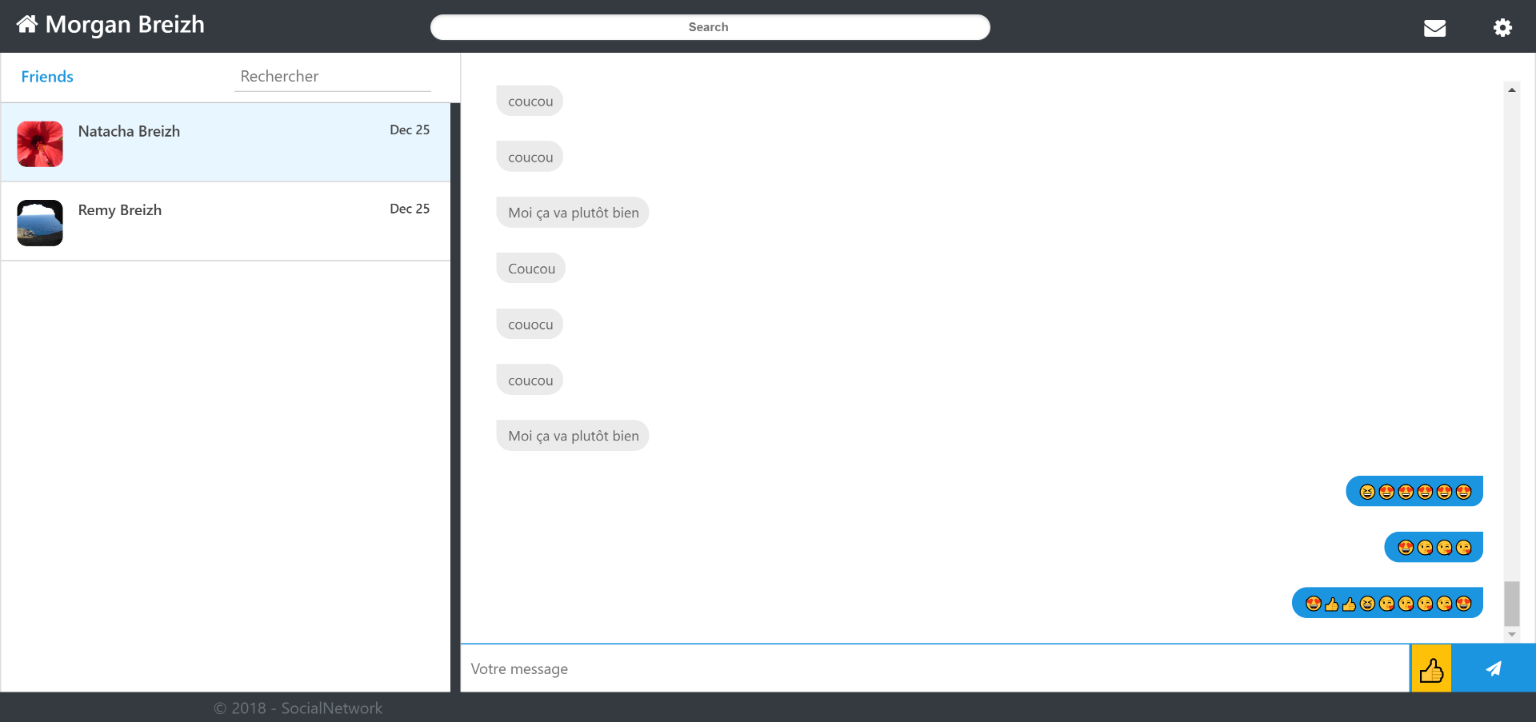 Morgan Breizh
Search
Friends
Rechercher
Natacha Breizh
Dec 25
Remy Breizh
Dec 25
coucou
coucou
Moi ça va plutôt bien
Coucou
couocu
coucou
Moi ça va plutôt bien
😆😍😍😍😍😍
😍😘😘😘
😍👍👍😆😘😘😘😘😍
Votre message
© 2018 - SocialNetwork